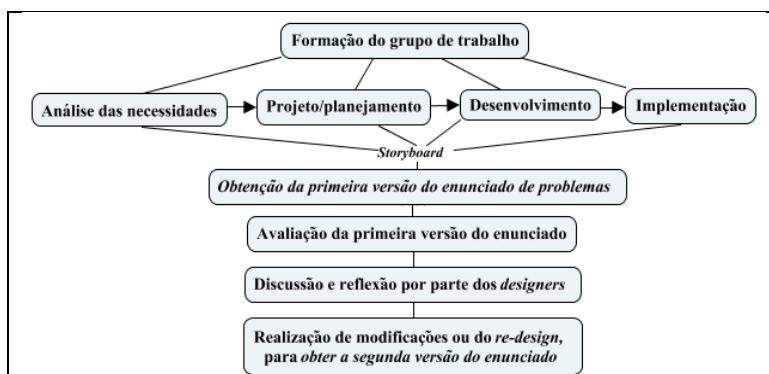 Formação do grupo de trabalho
Análise das necessidades
Projeto/planejamento
Desenvolvimento
Implementação
Storyboard
Obtenção da primeira versão do enunciado de problemas
Avaliação da primeira versão do enunciado
Discussão e reflexão por parte dos designers
Realização de modificações ou do re-design,
para obter a segunda versão do enunciado